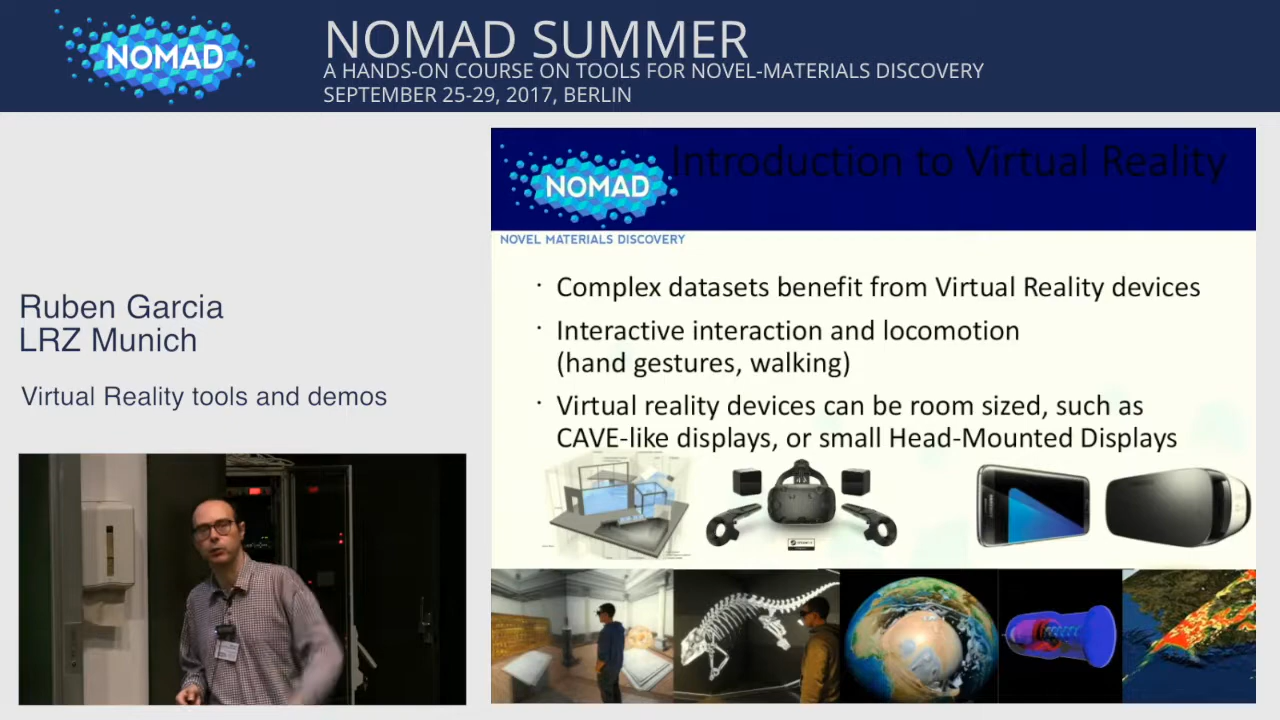 NOMAD
NOMAD SUMMER
A HANDS-ON COURSE ON TOOLS FOR NOVEL-MATERIALS DISCOVERY
SEPTEMBER 25-29, 2017, BERLIN
Ruben Garcia
LRZ Munich
Virtual Reality tools and demos
NOMAD
NOVEL MATERIALS DISCOVERY
Introduction to Virtual Reality
· Complex datasets benefit from Virtual Reality devices
· Interactive interaction and locomotion
(hand gestures, walking)
· Virtual reality devices can be room sized, such as
CAVE-like displays, or small Head-Mounted Displays